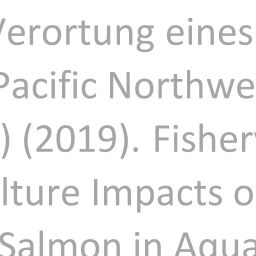 Verortung eines
Pacific Northwe
) (2019). Fisher
lture Impacts o
Salmon in Aqua